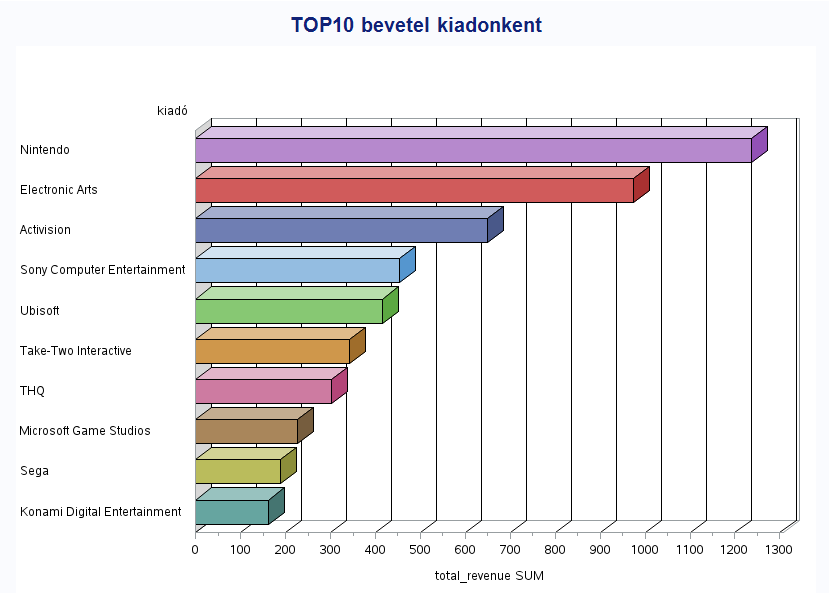 TOP10 bevetel kiadonkent
kiadó
Nintendo
Electronic Arts
Activision
Sony Computer Entertainment
Ubisoft
Take-Two Interactive
THQ
Microsoft Game Studios
Sega
Konami Digital Entertainment
0 100 200 300 400 500 600 700 800 900 1000 1100 1200 1300
total_revenue SUM